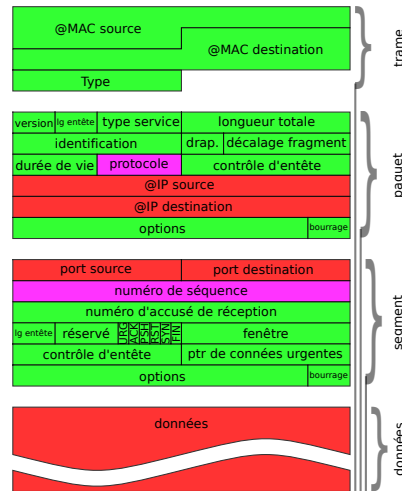 @MAC source
@MAC destination
Type
trame
version lg entête type service longueur totale
identification drap. décalage fragment
durée de vie protocole contrôle d'entête
@IP source
@IP destination
options bourrage
paquet
port source port destination
numéro de séquence
numéro d'accusé de réception
lg entête réservé URG ACK PSH RST SYN FIN fenêtre
contrôle d'entête ptr de connées urgentes
options bourrage
segment
données
données